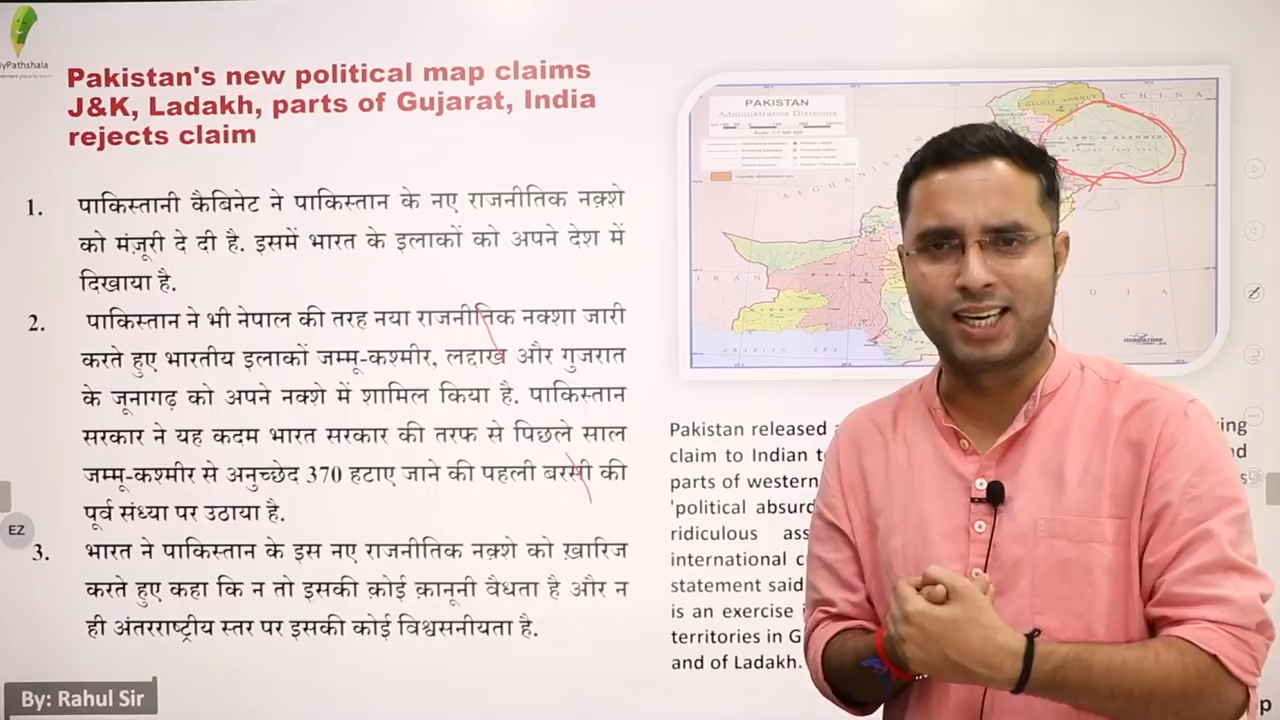 Pathshala
Pakistan's new political map claims
J&K, Ladakh, parts of Gujarat, India
rejects claim
1. पाकिस्तानी कैबिनेट ने पाकिस्तान के नए राजनीतिक नक़्शे
को मंज़ूरी दे दी है. इसमें भारत के इलाकों को अपने देश में
दिखाया है.
2. पाकिस्तान ने भी नेपाल की तरह नया राजनीतिक नक्शा जारी
करते हुए भारतीय इलाकों जम्मू-कश्मीर, लद्दाख और गुजरात
के जूनागढ़ को अपने नक्शे में शामिल किया है. पाकिस्तान
सरकार ने यह कदम भारत सरकार की तरफ से पिछले साल
जम्मू-कश्मीर से अनुच्छेद 370 हटाए जाने की पहली बरसी की
पूर्व संध्या पर उठाया है.
3. भारत ने पाकिस्तान के इस नए राजनीतिक नक़्शे को ख़ारिज
करते हुए कहा कि न तो इसकी क़ोई क़ानूनी वैधता है और न
ही अंतरराष्ट्रीय स्तर पर इसकी कोई विश्वसनीयता है.
EZ
By: Rahul Sir
PAKISTAN
Administrative Divisions
GILGIT AGENCY
CHINA
JAMMU & KASHMIR
AFGHANISTAN
IRAN
ARABIAN SEA
Pakistan released
claim to Indian
parts of western
'political
ridiculous
international
statement said
is an exercise
territories in
and of Ladakh.